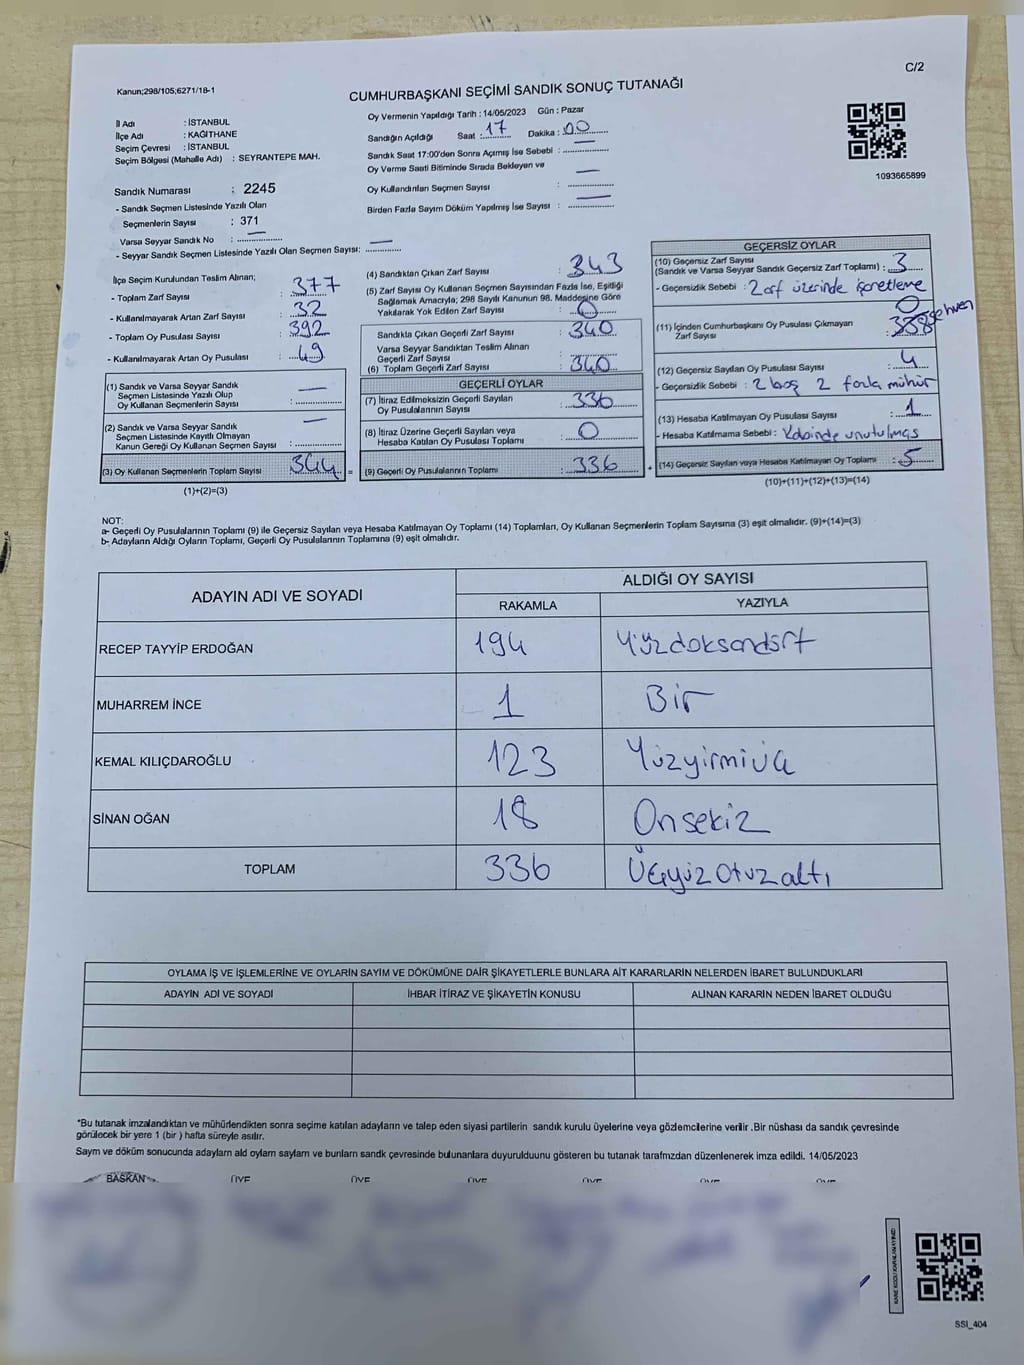 C/2
Kanun;298/105;6271/18-1
CUMHURBAŞKANI SEÇİMİ SANDIK SONUÇ TUTANAĞI
İl Adı : İSTANBUL
İlçe Adı : KAĞITHANE
Seçim Çevresi : İSTANBUL
Seçim Bölgesi (Mahalle Adı) : SEYRANTEPE MAH.
Sandık Numarası : 2245
- Sandık Seçmen Listesinde Yazılı Olan
Seçmenlerin Sayısı : 371
Varsa Seyyar Sandık No : —
- Seyyar Sandık Seçmen Listesinde Yazılı Olan Seçmen Sayısı: —
Oy Vermenin Yapıldığı Tarih : 14/05/2023 Gün : Pazar
Sandığın Açıldığı Saat : 17 Dakika : 00
Sandık Saat 17:00'den Sonra Açımış İse Sebebi : —
Oy Verme Saati Bitiminde Sırada Bekleyen ve
Oy Kullandırılan Seçmen Sayısı : —
Birden Fazla Sayım Döküm Yapılmış İse Sayısı : —
1093665899
İlçe Seçim Kurulundan Teslim Alınan;
- Toplam Zarf Sayısı : 377
- Kullanılmayarak Artan Zarf Sayısı : 32
- Toplam Oy Pusulası Sayısı : 392
- Kullanılmayarak Artan Oy Pusulası : 49
(1) Sandık ve Varsa Seyyar Sandık
Seçmen Listesinde Yazılı Olup
Oy Kullanan Seçmenlerin Sayısı : —
(2) Sandık ve Varsa Seyyar Sandık
Seçmen Listesinde Kayıtlı Olmayan
Kanun Gereği Oy Kullanan Seçmen Sayısı : —
(3) Oy Kullanan Seçmenlerin Toplam Sayısı 344 =
(1)+(2)=(3)
(4) Sandıktan Çıkan Zarf Sayısı : 343
(5) Zarf Sayısı Oy Kullanan Seçmen Sayısından Fazla İse, Eşitliği
Sağlamak Amacıyla; 298 Sayılı Kanunun 98. Maddesine Göre
Yakılarak Yok Edilen Zarf Sayısı : 0
Sandıkta Çıkan Geçerli Zarf Sayısı : 340
Varsa Seyyar Sandıktan Teslim Alınan
Geçerli Zarf Sayısı :
(6) Toplam Geçerli Zarf Sayısı : 340
GEÇERLİ OYLAR
(7) İtiraz Edilmeksizin Geçerli Sayılan
Oy Pusulalarının Sayısı : 336
(8) İtiraz Üzerine Geçerli Sayılan veya
Hesaba Katılan Oy Pusulası Toplamı : 0
(9) Geçerli Oy Pusulalarının Toplamı : 336 +
GEÇERSİZ OYLAR
(10) Geçersiz Zarf Sayısı
(Sandık ve Varsa Seyyar Sandık Geçersiz Zarf Toplamı) : 3
- Geçersizlik Sebebi : Zarf üzerinde işaretleme
0
(11) İçinden Cumhurbaşkanı Oy Pusulası Çıkmayan
Zarf Sayısı : 338 sehven
(12) Geçersiz Sayılan Oy Pusulası Sayısı : 4
- Geçersizlik Sebebi : 2 boş 2 fazla mühür
(13) Hesaba Katılmayan Oy Pusulası Sayısı : 1
- Hesaba Katılmama Sebebi : Kabinde unutulmuş
(14) Geçersiz Sayılan veya Hesaba Katılmayan Oy Toplamı : 5
(10)+(11)+(12)+(13)=(14)
NOT:
a- Geçerli Oy Pusulalarının Toplamı (9) ile Geçersiz Sayılan veya Hesaba Katılmayan Oy Toplamı (14) Toplamları, Oy Kullanan Seçmenlerin Toplam Sayısına (3) eşit olmalıdır. (9)+(14)=(3)
b- Adayların Aldığı Oyların Toplamı, Geçerli Oy Pusulalarının Toplamına (9) eşit olmalıdır.
ADAYIN ADI VE SOYADI
ALDIĞI OY SAYISI
RAKAMLA YAZIYLA
RECEP TAYYİP ERDOĞAN 194 Yüzdoksandört
MUHARREM İNCE 1 Bir
KEMAL KILIÇDAROĞLU 123 Yüzyirmiüç
SİNAN OĞAN 18 Onsekiz
TOPLAM 336 Üçyüzotuzaltı
OYLAMA İŞ VE İŞLEMLERİNE VE OYLARIN SAYIM VE DÖKÜMÜNE DAİR ŞİKAYETLERLE BUNLARA AİT KARARLARIN NELERDEN İBARET BULUNDUKLARI
ADAYIN ADI VE SOYADI İHBAR İTİRAZ VE ŞİKAYETİN KONUSU ALINAN KARARIN NEDEN İBARET OLDUĞU
*Bu tutanak imzalandıktan ve mühürlendikten sonra seçime katılan adayların ve talep eden siyasi partilerin sandık kurulu üyelerine veya gözlemcilerine verilir .Bir nüshası da sandık çevresinde
görülecek bir yere 1 (bir ) hafta süreyle asılır.
Sayım ve döküm sonucunda adayların ald oyların sayıların ve bunların sandk çevresinde bulunanlara duyurulduunu gösteren bu tutanak tarafmzdan düzenlenerek imza edildi. 14/05/2023
BAŞKAN ÜYE ÜYE ÜYE ÜYE ÜYE ÜYE
SSI_404